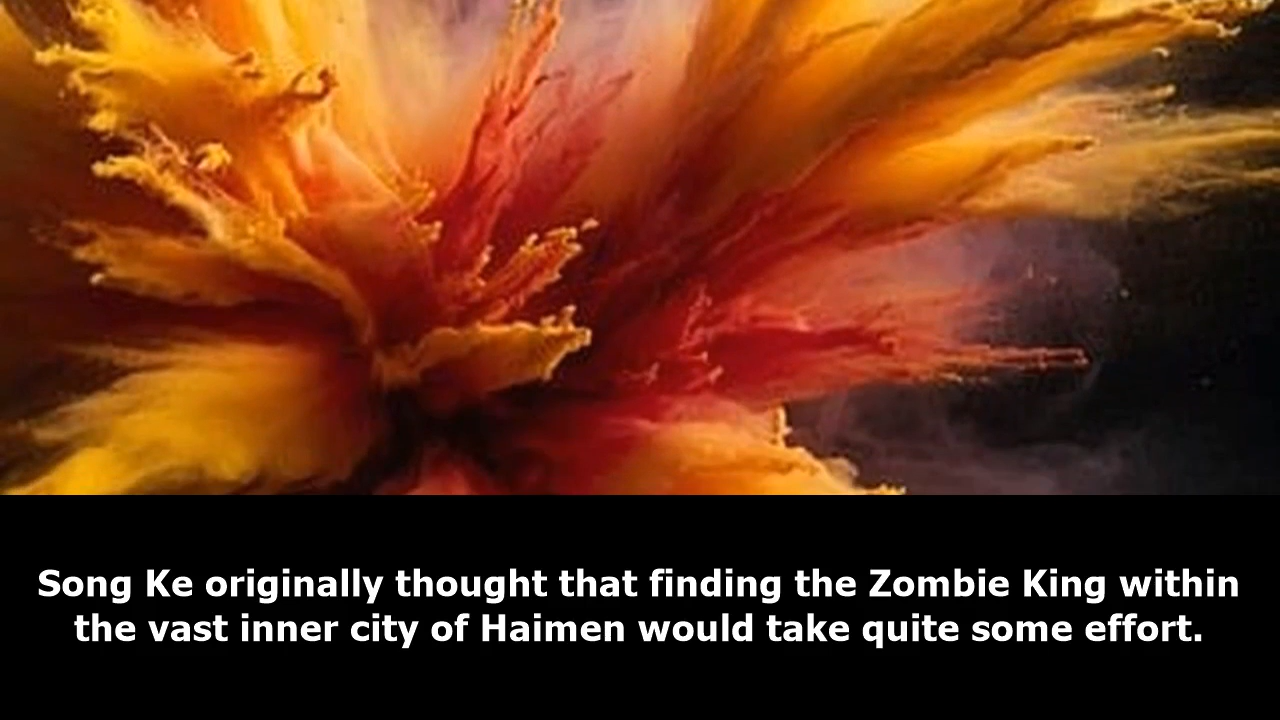 Song Ke originally thought that finding the Zombie King within
the vast inner city of Haimen would take quite some effort.